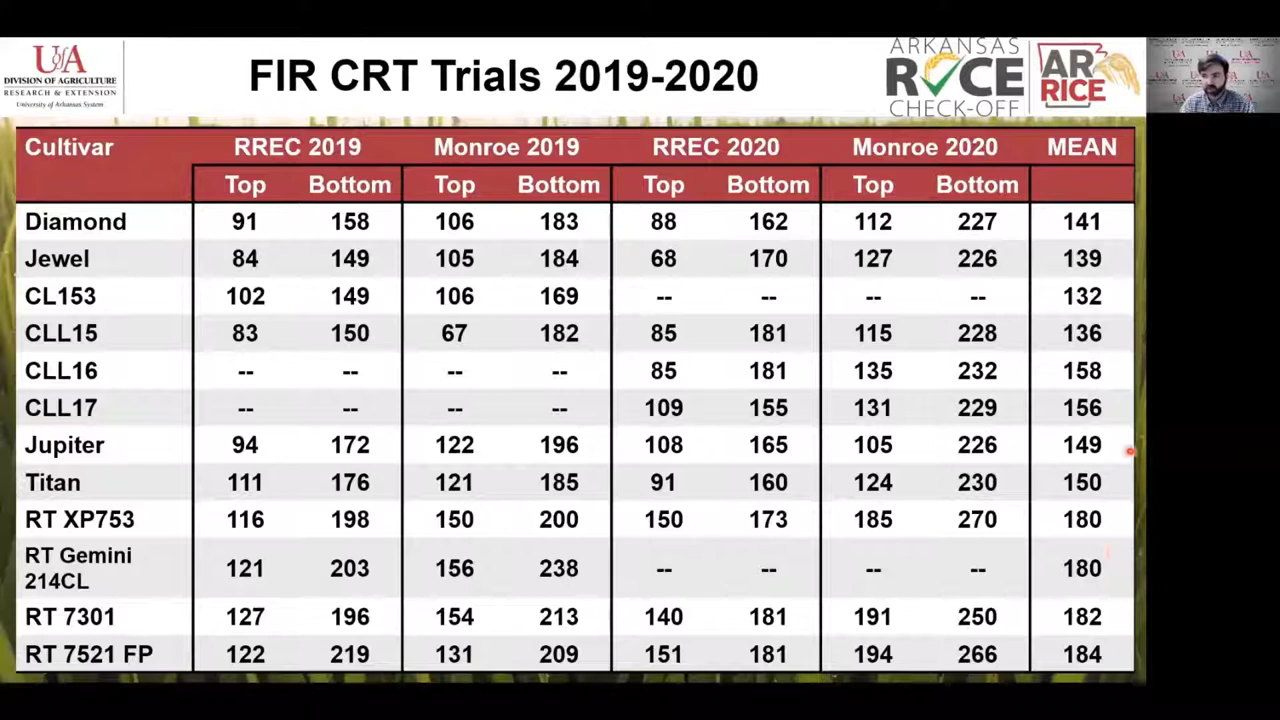 UofA
DIVISION OF AGRICULTURE
RESEARCH & EXTENSION
University of Arkansas System
FIR CRT Trials 2019-2020
ARKANSAS
RICE
CHECK-OFF
AR
RICE
Cultivar RREC 2019 Monroe 2019 RREC 2020 Monroe 2020 MEAN
Top Bottom Top Bottom Top Bottom Top Bottom
Diamond 91 158 106 183 88 162 112 227 141
Jewel 84 149 105 184 68 170 127 226 139
CL153 102 149 106 169 -- -- -- -- 132
CLL15 83 150 67 182 85 181 115 228 136
CLL16 -- -- -- -- 85 181 135 232 158
CLL17 -- -- -- -- 109 155 131 229 156
Jupiter 94 172 122 196 108 165 105 226 149
Titan 111 176 121 185 91 160 124 230 150
RT XP753 116 198 150 200 150 173 185 270 180
RT Gemini
214CL 121 203 156 238 -- -- -- -- 180
RT 7301 127 196 154 213 140 181 191 250 182
RT 7521 FP 122 219 131 209 151 181 194 266 184